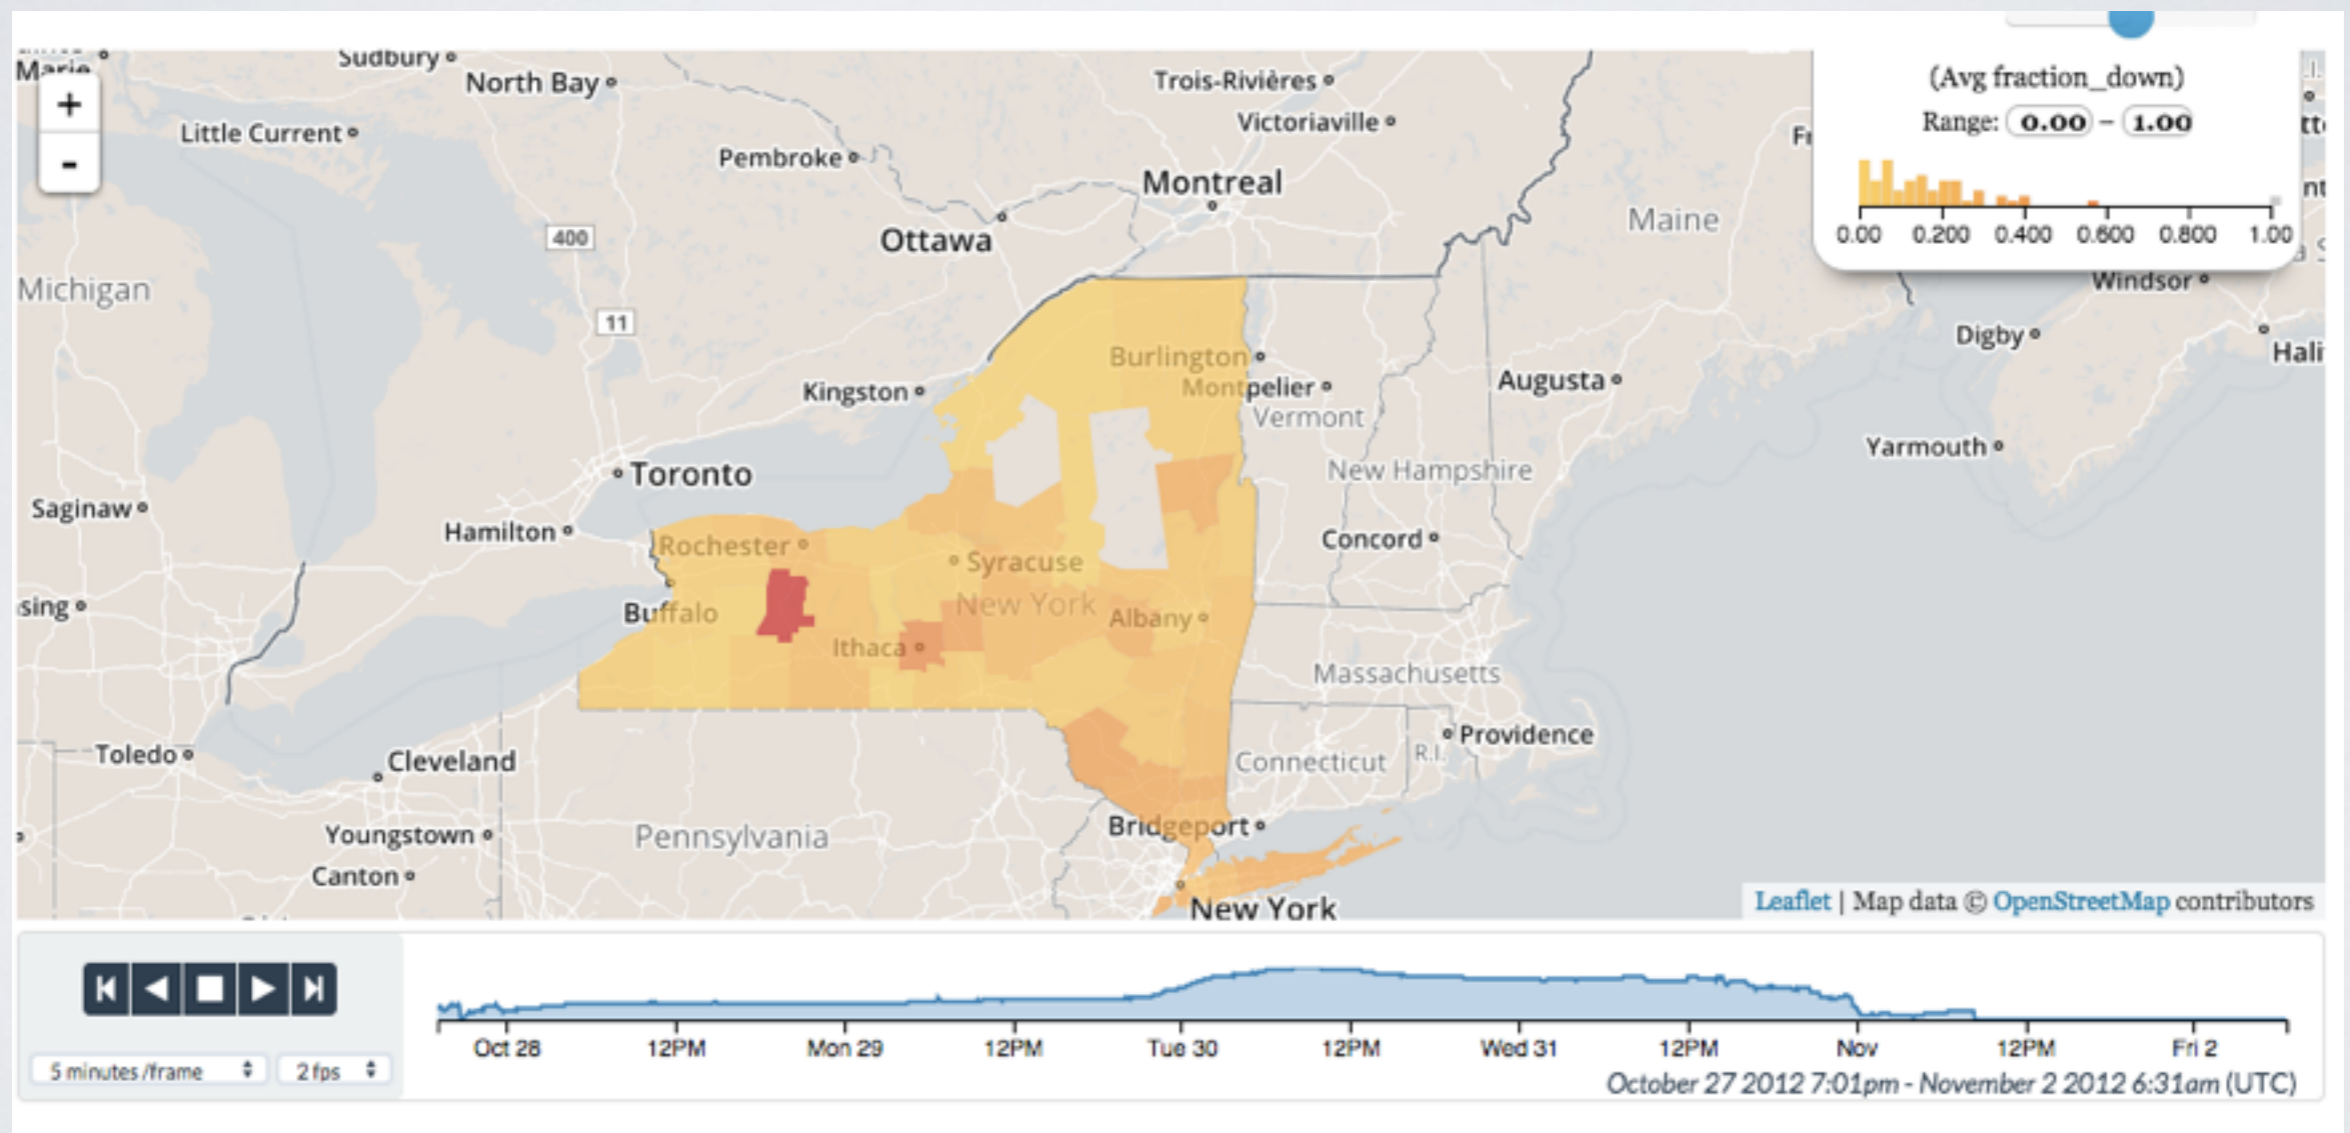 Sudbury
North Bay
Trois-Rivières
(Avg fraction_down)
+
Little Current
Victoriaville
Range: 0.00 – 1.00
-
Pembroke
Montreal
Maine
400
Ottawa
0.00 0.200 0.400 0.600 0.800 1.00
Michigan
Windsor
11
Digby
Burlington
Kingston
Montpelier
Augusta
Vermont
Yarmouth
Toronto
New Hampshire
Saginaw
Hamilton
Rochester
Concord
Syracuse
New York
Buffalo
Albany
Ithaca
Massachusetts
Toledo
Cleveland
Connecticut
R.I.
Providence
Youngstown
Pennsylvania
Bridgeport
Canton
New York
Leaflet | Map data © OpenStreetMap contributors
Oct 28 12PM Mon 29 12PM Tue 30 12PM Wed 31 12PM Nov 12PM Fri 2
5 minutes /frame 2 fps
October 27 2012 7:01pm - November 2 2012 6:31am (UTC)